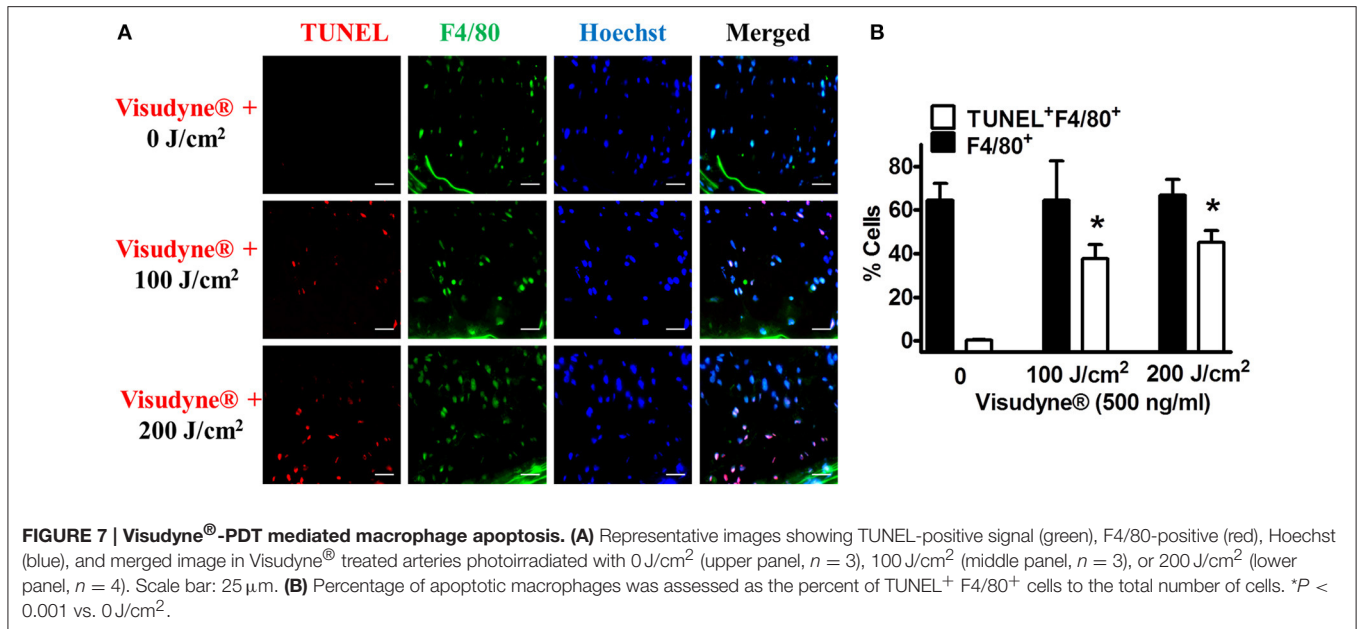 A
TUNEL F4/80 Hoechst Merged
Visudyne® +
0 J/cm²
Visudyne® +
100 J/cm²
Visudyne® +
200 J/cm²
B
TUNEL⁺F4/80⁺
F4/80⁺
% Cells
80
60
40
20
0
* *
0 100 J/cm² 200 J/cm²
Visudyne® (500 ng/ml)
FIGURE 7 | Visudyne®-PDT mediated macrophage apoptosis. (A) Representative images showing TUNEL-positive signal (green), F4/80-positive (red), Hoechst
(blue), and merged image in Visudyne® treated arteries photoirradiated with 0 J/cm² (upper panel, n = 3), 100 J/cm² (middle panel, n = 3), or 200 J/cm² (lower
panel, n = 4). Scale bar: 25 μm. (B) Percentage of apoptotic macrophages was assessed as the percent of TUNEL⁺ F4/80⁺ cells to the total number of cells. *P <
0.001 vs. 0 J/cm².